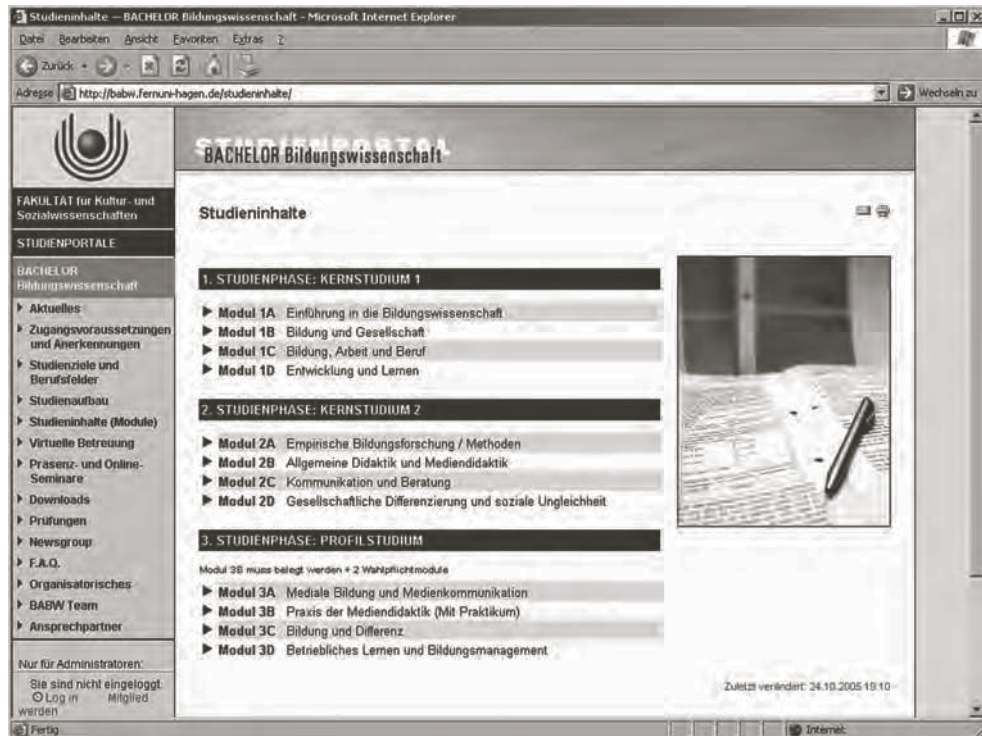 Studieninhalte — BACHELOR Bildungswissenschaft - Microsoft Internet Explorer
Datei Bearbeiten Ansicht Favoriten Extras ?
Zurück
Adresse http://babw.fernuni-hagen.de/studieninhalte/ Wechseln zu
STUDIENPORTAL
BACHELOR Bildungswissenschaft
FAKULTÄT für Kultur- und
Sozialwissenschaften
STUDIENPORTALE
BACHELOR
Bildungswissenschaft
Aktuelles
Zugangsvoraussetzungen
und Anerkennungen
Studienziele und
Berufsfelder
Studienaufbau
Studieninhalte (Module)
Virtuelle Betreuung
Präsenz- und Online-
Seminare
Downloads
Prüfungen
Newsgroup
F.A.Q.
Organisatorisches
BABW Team
Ansprechpartner
Nur für Administratoren:
Sie sind nicht eingeloggt
Log in Mitglied
werden
Studieninhalte
1. STUDIENPHASE: KERNSTUDIUM 1
Modul 1A Einführung in die Bildungswissenschaft
Modul 1B Bildung und Gesellschaft
Modul 1C Bildung, Arbeit und Beruf
Modul 1D Entwicklung und Lernen
2. STUDIENPHASE: KERNSTUDIUM 2
Modul 2A Empirische Bildungsforschung / Methoden
Modul 2B Allgemeine Didaktik und Mediendidaktik
Modul 2C Kommunikation und Beratung
Modul 2D Gesellschaftliche Differenzierung und soziale Ungleichheit
3. STUDIENPHASE: PROFILSTUDIUM
Modul 3B muss belegt werden + 2 Wahlpflichtmodule
Modul 3A Mediale Bildung und Medienkommunikation
Modul 3B Praxis der Mediendidaktik (Mit Praktikum)
Modul 3C Bildung und Differenz
Modul 3D Betriebliches Lernen und Bildungsmanagement
Zuletzt verändert: 24.10.2005 19:10
Fertig Internet